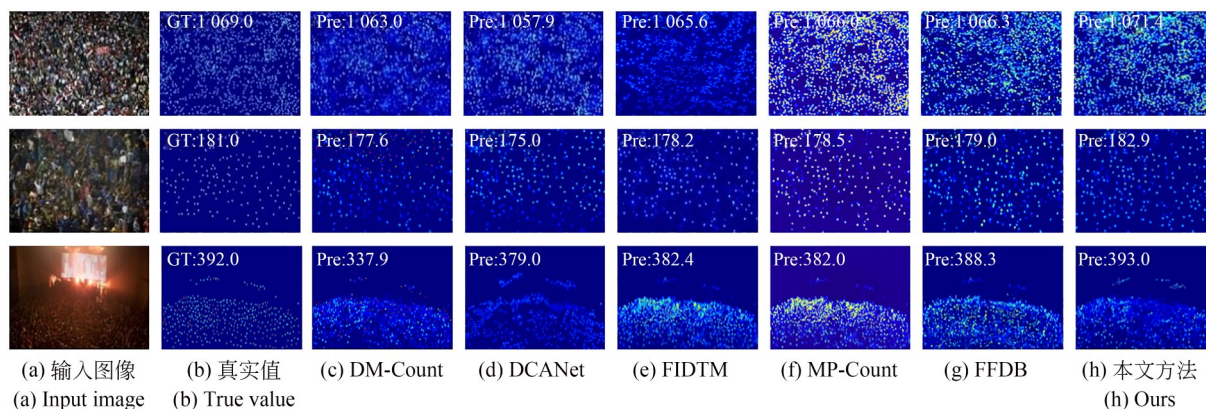 GT:1 069.0 Pre:1 063.0 Pre:1 057.9 Pre:1 065.6 Pre:1 066.0 Pre:1 066.3 Pre:1 071.4
GT:181.0 Pre:177.6 Pre:175.0 Pre:178.2 Pre:178.5 Pre:179.0 Pre:182.9
GT:392.0 Pre:337.9 Pre:379.0 Pre:382.4 Pre:382.0 Pre:388.3 Pre:393.0
(a) 输入图像 (b) 真实值 (c) DM-Count (d) DCANet (e) FIDTM (f) MP-Count (g) FFDB (h) 本文方法
(a) Input image (b) True value (h) Ours